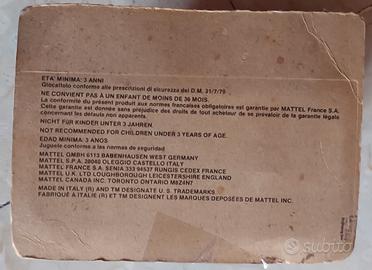 ETA' MINIMA: 3 ANNI
Giocattolo conforme alle prescrizioni di sicurezza del D.M. 31/7/79
NE CONVIENT PAS À UN ENFANT DE MOINS DE 36 MOIS.
La conformité du présent produit aux normes françaises obligatoires est garantie par MATTEL France S.A.
Cette garantie est donnée sans préjudice des droits de tout acheteur de se prévaloir de la garantie légale
concernant les défauts non apparents.
NICHT FÜR KINDER UNTER 3 JAHREN.
NOT RECOMMENDED FOR CHILDREN UNDER 3 YEARS OF AGE.
EDAD MINIMA: 3 ANOS
Juguete conforme a las normas de seguridad
MATTEL GMBH 6113 BABENHAUSEN WEST GERMANY
MATTEL S.P.A. 28040 OLEGGIO CASTELLO ITALY
MATTEL FRANCE S.A. SENIA 333 94537 RUNGIS CEDEX FRANCE
MATTEL U.K. LTD LOUGHBOROUGH LEICESTERSHIRE ENGLAND
MATTEL CANADA INC. TORONTO ONTARIO M8Z4N7
MADE IN ITALY (R) AND TM DESIGNATE U.S. TRADEMARKS
FABRIQUÉ A ITALIE (R) ET TM DESIGNENT LES MARQUES DEPOSÉES DE MATTEL INC.
subito